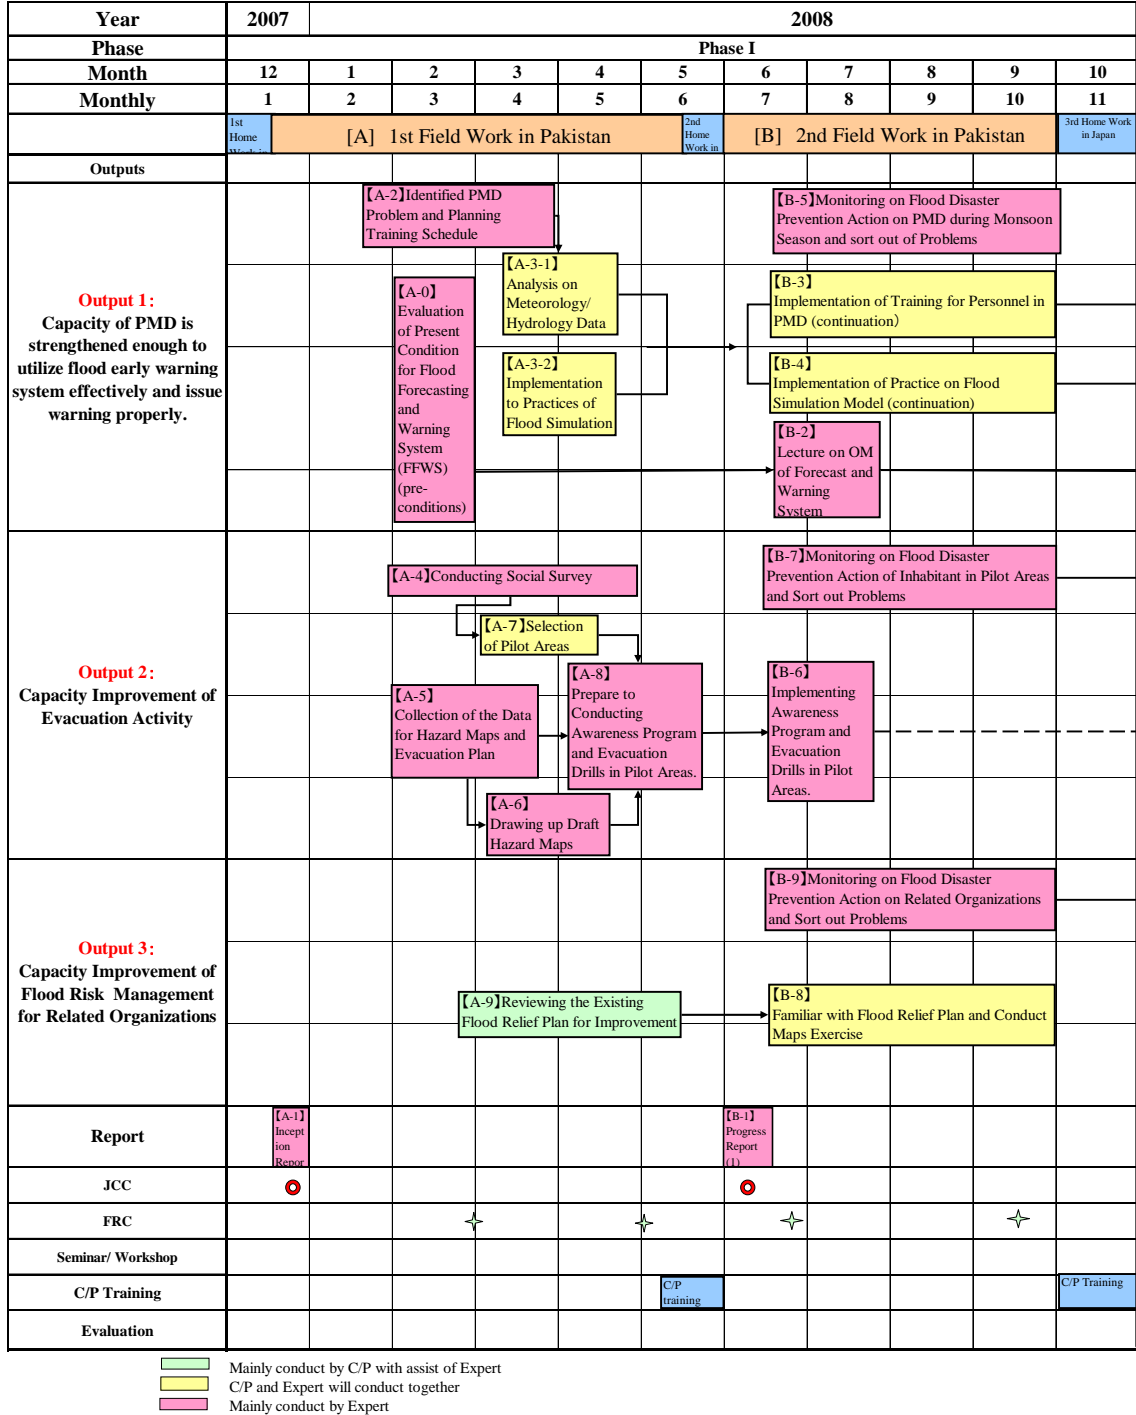 Year 2007 2008
Phase Phase I
Month 12 1 2 3 4 5 6 7 8 9 10
Monthly 1 2 3 4 5 6 7 8 9 10 11
1st
Home
Work in
[A] 1st Field Work in Pakistan
2nd
Home
Work in
[B] 2nd Field Work in Pakistan
3rd Home Work
in Japan
Outputs
Output 1:
Capacity of PMD is
strengthened enough to
utilize flood early warning
system effectively and issue
warning properly.
【A-2】Identified PMD
Problem and Planning
Training Schedule
【A-0】
Evaluation
of Present
Condition
for Flood
Forecasting
and
Warning
System
(FFWS)
(pre-
conditions)
【A-3-1】
Analysis on
Meteorology/
Hydrology Data
【A-3-2】
Implementation
to Practices of
Flood Simulation
【B-5】Monitoring on Flood Disaster
Prevention Action on PMD during Monsoon
Season and sort out of Problems
【B-3】
Implementation of Training for Personnel in
PMD (continuation)
【B-4】
Implementation of Practice on Flood
Simulation Model (continuation)
【B-2】
Lecture on OM
of Forecast and
Warning
System
Output 2:
Capacity Improvement of
Evacuation Activity
【A-4】Conducting Social Survey
【A-7】Selection
of Pilot Areas
【A-5】
Collection of the Data
for Hazard Maps and
Evacuation Plan
【A-8】
Prepare to
Conducting
Awareness Program
and Evacuation
Drills in Pilot Areas.
【A-6】
Drawing up Draft
Hazard Maps
【B-7】Monitoring on Flood Disaster
Prevention Action of Inhabitant in Pilot Areas
and Sort out Problems
【B-6】
Implementing
Awareness
Program and
Evacuation
Drills in Pilot
Areas.
Output 3:
Capacity Improvement of
Flood Risk Management
for Related Organizations
【A-9】Reviewing the Existing
Flood Relief Plan for Improvement
【B-9】Monitoring on Flood Disaster
Prevention Action on Related Organizations
and Sort out Problems
【B-8】
Familiar with Flood Relief Plan and Conduct
Maps Exercise
Report
【A-1】
Incept
ion
Repor
【B-1】
Progress
Report
(1)
JCC
FRC
Seminar/ Workshop
C/P Training
C/P
training
C/P Training
Evaluation
Mainly conduct by C/P with assist of Expert
C/P and Expert will conduct together
Mainly conduct by Expert